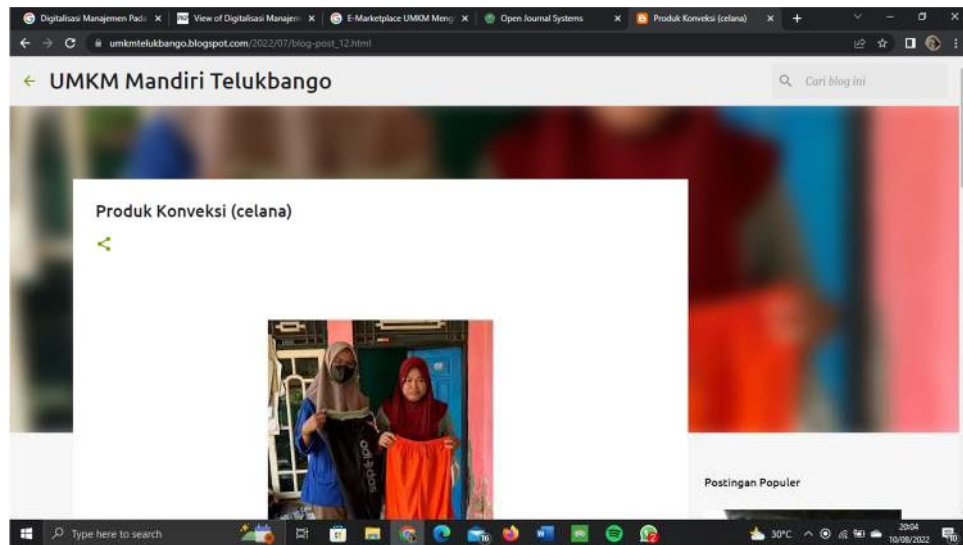 Digitalisasi Manajemen Pada
View of Digitalisasi Manajem
E-Marketplace UMKM Meng
Open Journal Systems
Produk Konveksi (celana)
umkmtelukbango.blogspot.com/2022/07/blog-post_12.html
UMKM Mandiri Telukbango
Cari blog ini
Produk Konveksi (celana)
adidas
Postingan Populer
Type here to search
30°C
20:04
10/08/2022